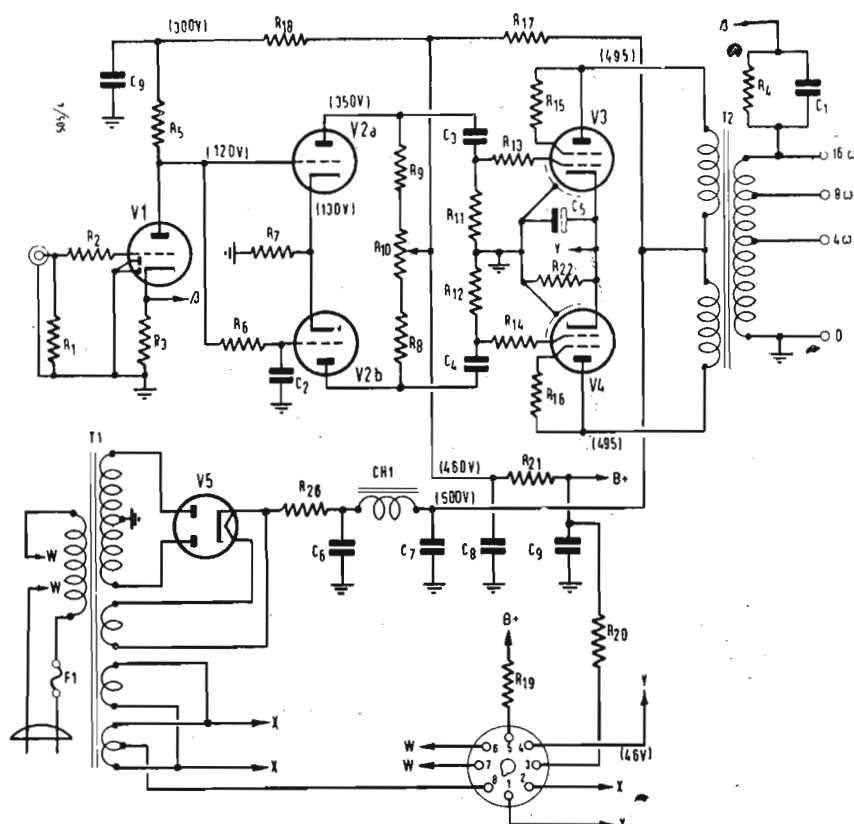 (300V)
R18
R17
(495)
β
C9
R5
R15
V3
R4
C1
T2
50S/2
V2a
(350V)
C3
R13
16 ω
(120V)
R9
8 ω
V1
(130V)
R11
C5
R2
R7
R10
Y
4 ω
β
R12
R22
R1
R3
R6
R8
R14
C2
V2b
C4
R16
V4
0
(495)
T1
V5
R26
CH1
(460V)
R21
B+
(500V)
W
W
C6
C7
C8
C9
F1
B+
R20
R19
Y
X
W
6
5
4
(46V)
W
7
3
X
8
1
2
X